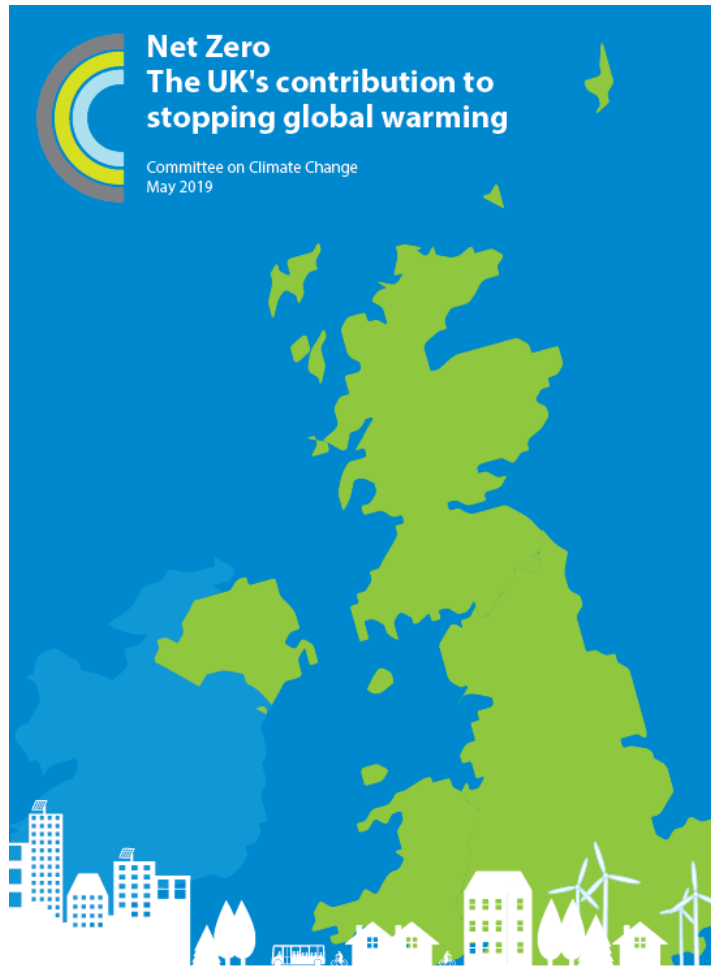 Net Zero
The UK's contribution to
stopping global warming
Committee on Climate Change
May 2019